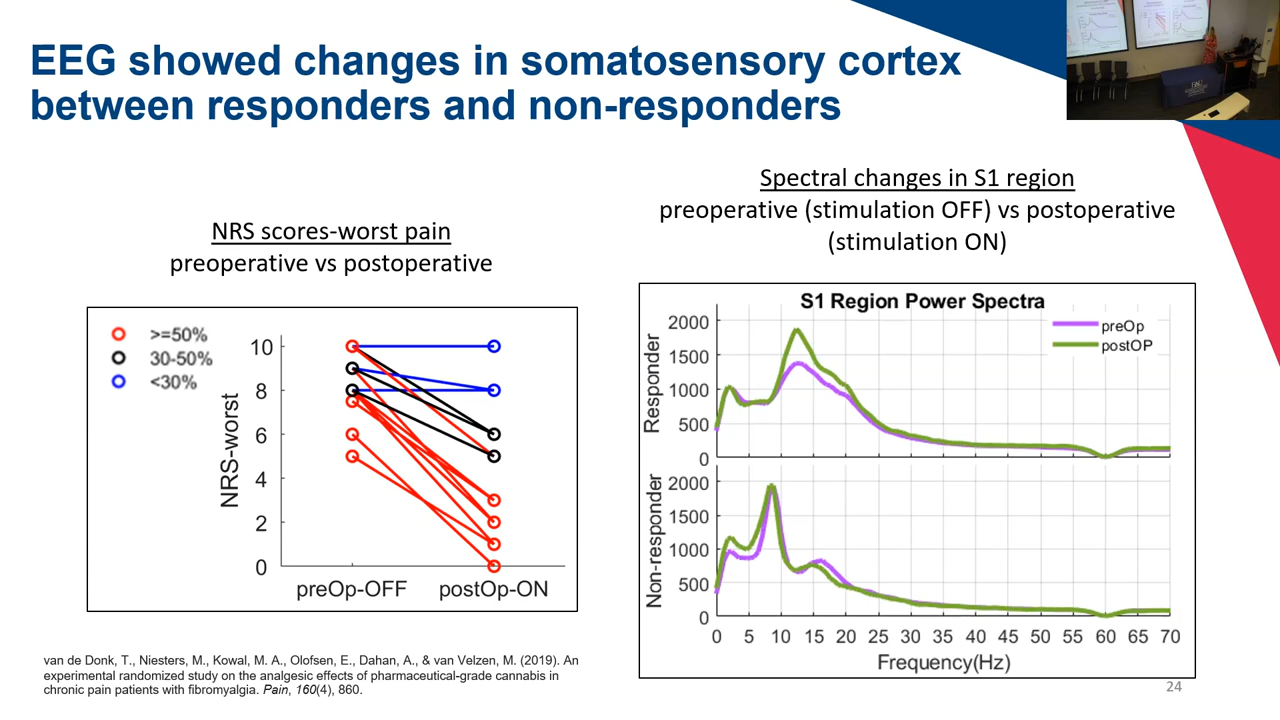 EEG showed changes in somatosensory cortex
between responders and non-responders
NRS scores-worst pain
preoperative vs postoperative
>=50%
30-50%
<30%
NRS-worst
10
8
6
4
2
0
preOp-OFF
postOp-ON
Spectral changes in S1 region
preoperative (stimulation OFF) vs postoperative
(stimulation ON)
S1 Region Power Spectra
preOp
postOP
Responder
2000
1500
1000
500
0
Non-responder
2000
1500
1000
500
0
0 5 10 15 20 25 30 35 40 45 50 55 60 65 70
Frequency(Hz)
van de Donk, T., Niesters, M., Kowal, M. A., Olofsen, E., Dahan, A., & van Velzen, M. (2019). An
experimental randomized study on the analgesic effects of pharmaceutical-grade cannabis in
chronic pain patients with fibromyalgia. Pain, 160(4), 860.
24